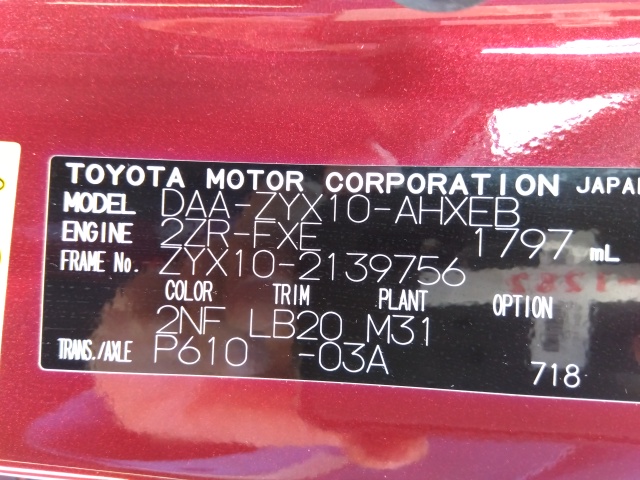 TOYOTA MOTOR CORPORATION JAPAN
MODEL DAA-ZYX10-AHXEB
ENGINE 2ZR-FXE 1797 mL
FRAME No. ZYX10-2139756
COLOR TRIM PLANT OPTION
2NF LB20 M31
TRANS./AXLE P610 -03A
718